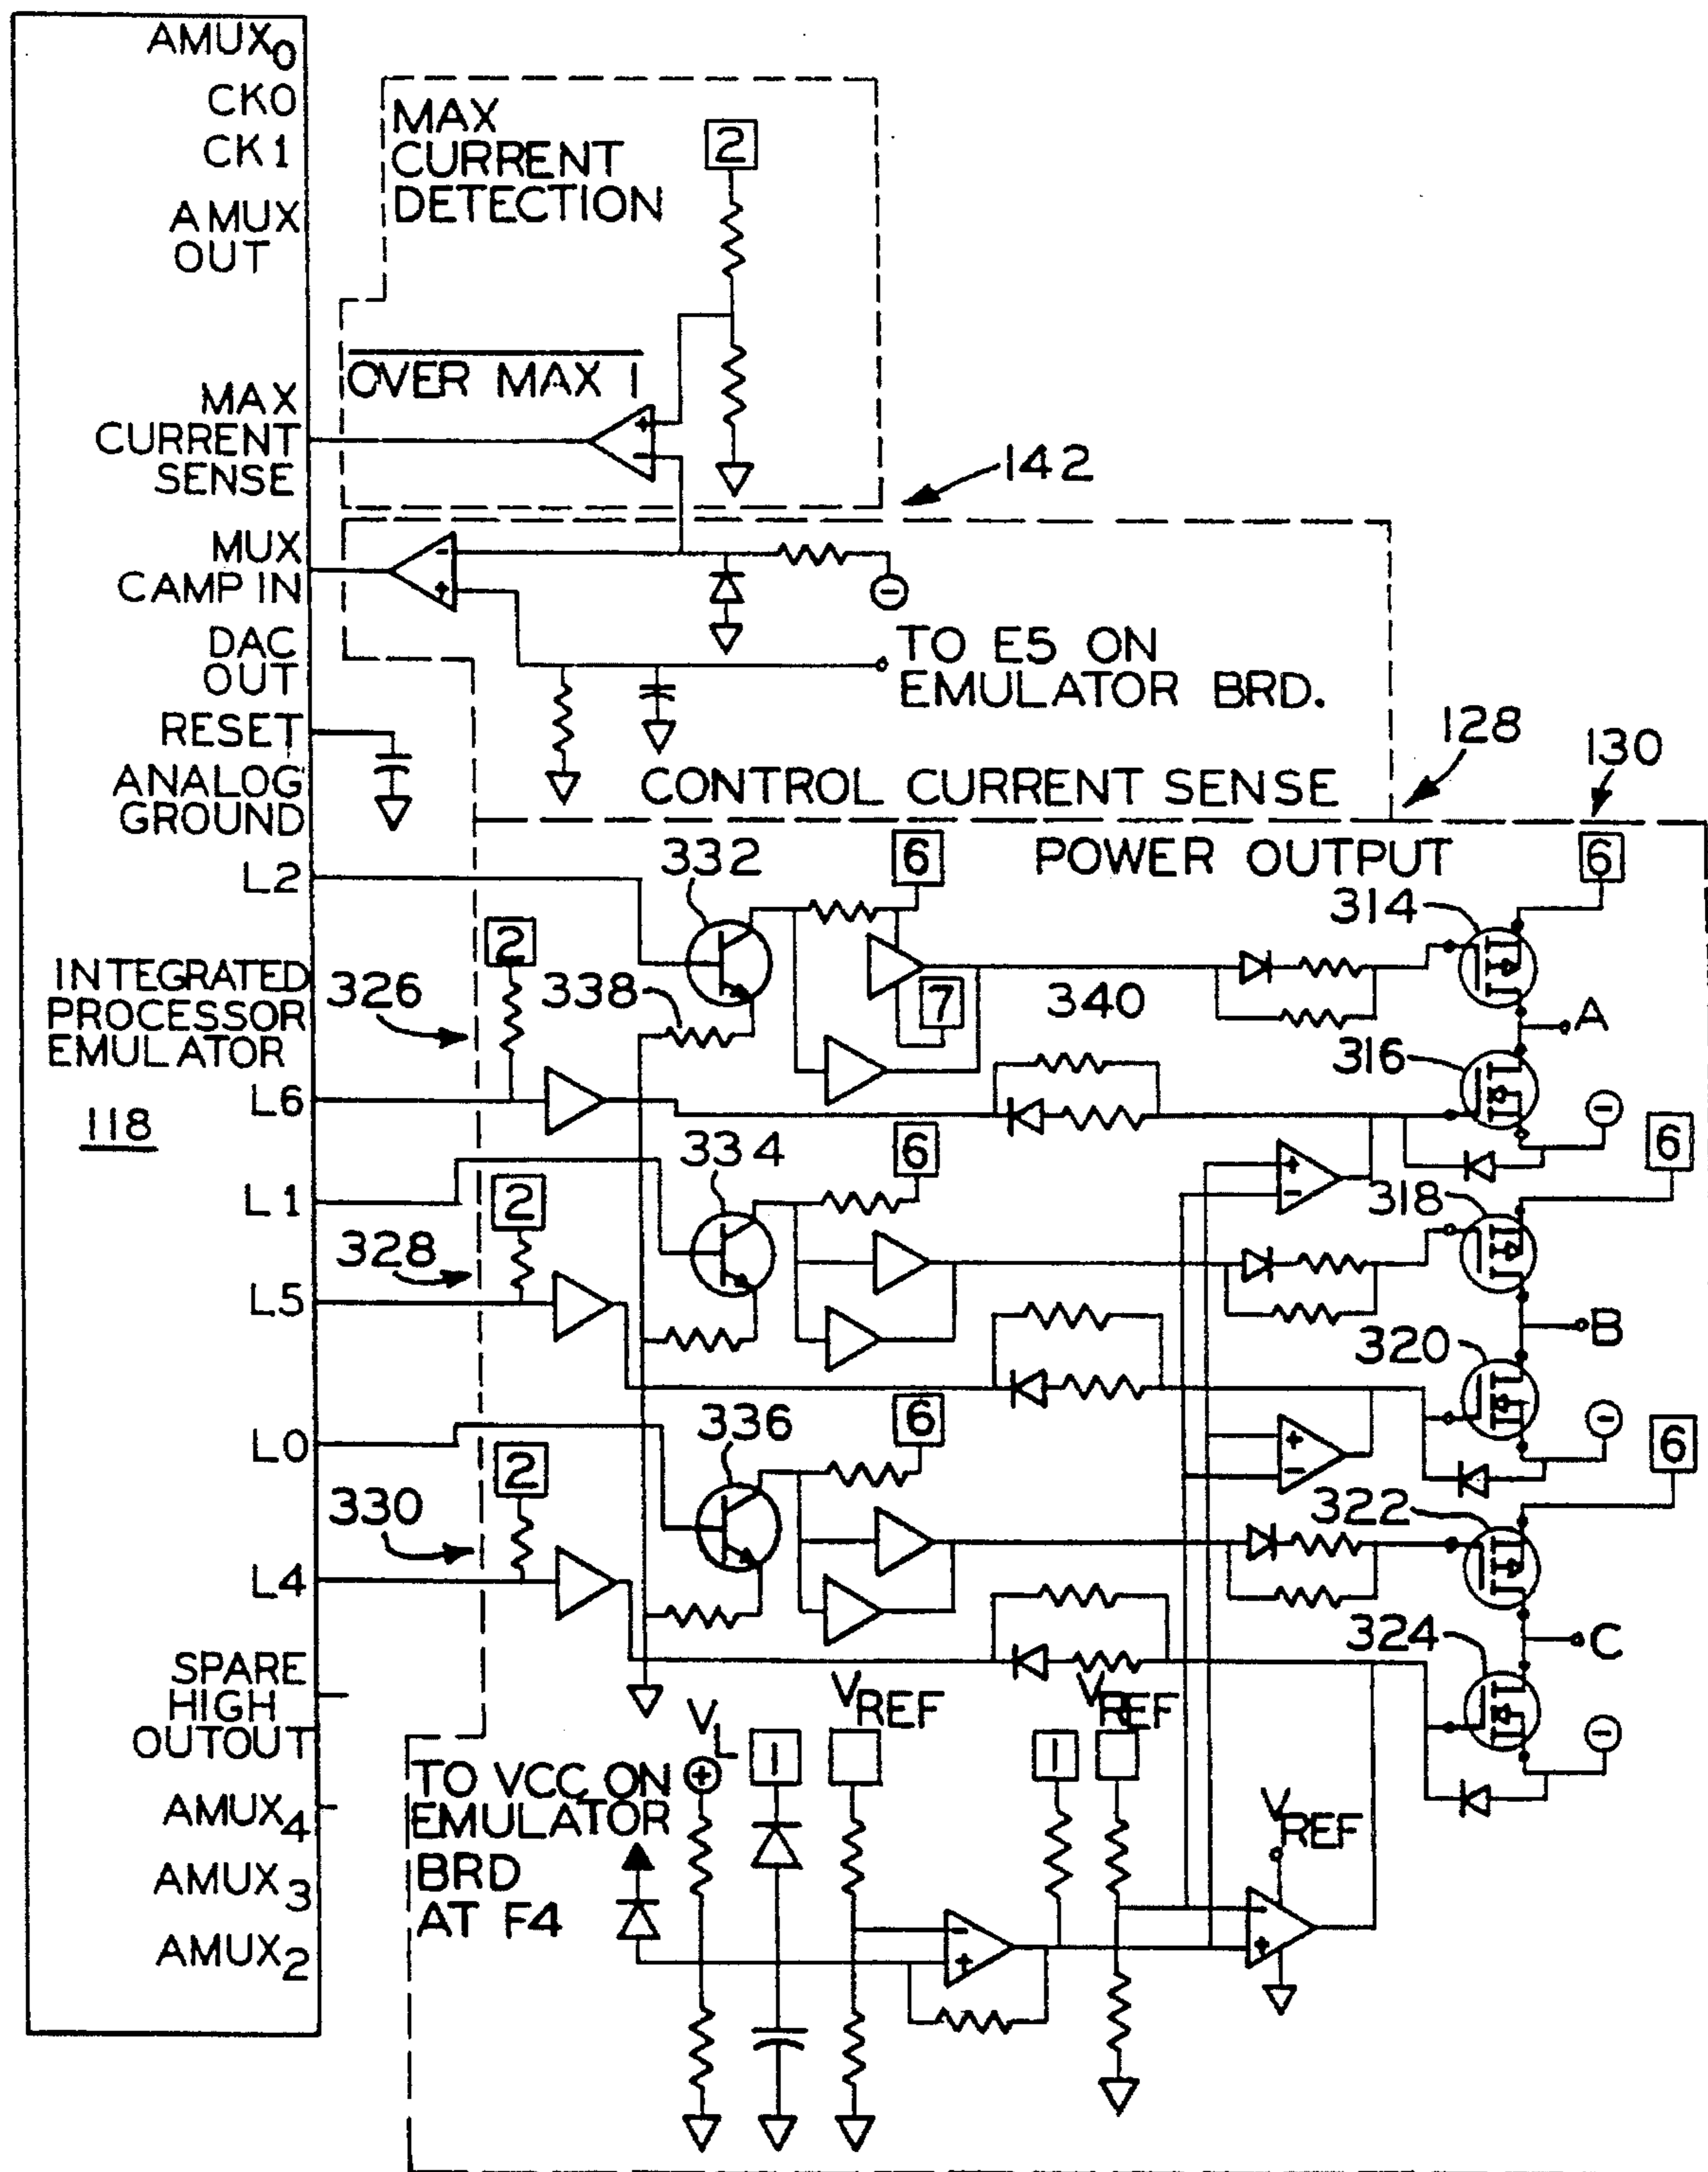 AMUX0
CK0
CK1
AMUX
OUT
MAX
CURRENT
SENSE
MUX
CAMP IN
DAC
OUT
RESET
ANALOG
GROUND
L2
INTEGRATED
PROCESSOR
EMULATOR
118
L6
L1
L5
L0
L4
SPARE
HIGH
OUTOUT
AMUX4
AMUX3
AMUX2
MAX
CURRENT
DETECTION
2
OVER MAX I
+
-
142
-
+
-
TO E5 ON
EMULATOR BRD.
CONTROL CURRENT SENSE
128
130
POWER OUTPUT
332
6
6
314
2
326
338
7
340
A
316
-
334
6
6
+
-
2
318
328
B
320
-
336
6
6
+
-
2
322
330
C
324
-
VL
VREF
VREF
+
1
1
TO VCC ON
EMULATOR
BRD
AT F4
VREF
-
+
-
+